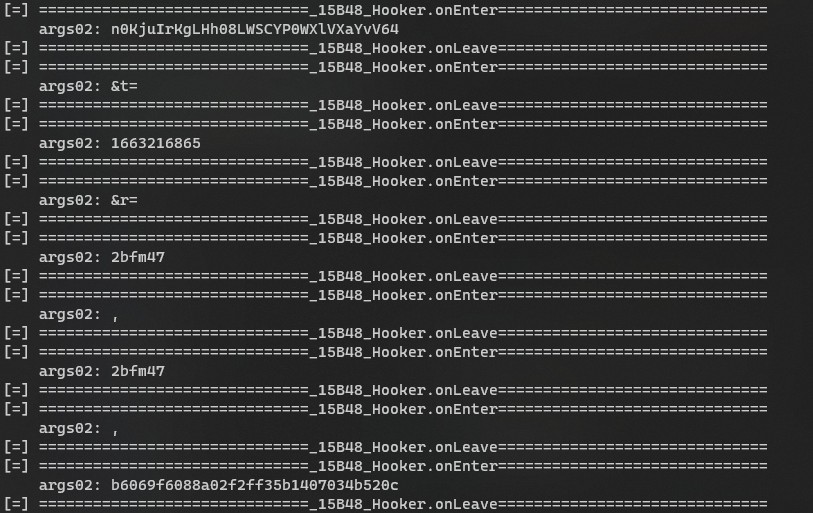 [=] ==============================_15B48_Hooker.onEnter==============================
args02: n0KjuIrKgLHh08LWSCYP0WXlVXaYvV64
[=] ==============================_15B48_Hooker.onLeave==============================
[=] ==============================_15B48_Hooker.onEnter==============================
args02: &t=
[=] ==============================_15B48_Hooker.onLeave==============================
[=] ==============================_15B48_Hooker.onEnter==============================
args02: 1663216865
[=] ==============================_15B48_Hooker.onLeave==============================
[=] ==============================_15B48_Hooker.onEnter==============================
args02: &r=
[=] ==============================_15B48_Hooker.onLeave==============================
[=] ==============================_15B48_Hooker.onEnter==============================
args02: 2bfm47
[=] ==============================_15B48_Hooker.onLeave==============================
[=] ==============================_15B48_Hooker.onEnter==============================
args02: ,
[=] ==============================_15B48_Hooker.onLeave==============================
[=] ==============================_15B48_Hooker.onEnter==============================
args02: 2bfm47
[=] ==============================_15B48_Hooker.onLeave==============================
[=] ==============================_15B48_Hooker.onEnter==============================
args02: ,
[=] ==============================_15B48_Hooker.onLeave==============================
[=] ==============================_15B48_Hooker.onEnter==============================
args02: b6069f6088a02f2ff35b1407034b520c
[=] ==============================_15B48_Hooker.onLeave==============================